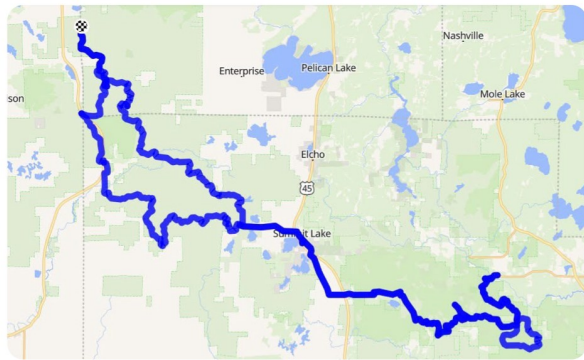 Nashville
Enterprise
Pelican Lake
Mole Lake
son
Elcho
45
Summit Lake